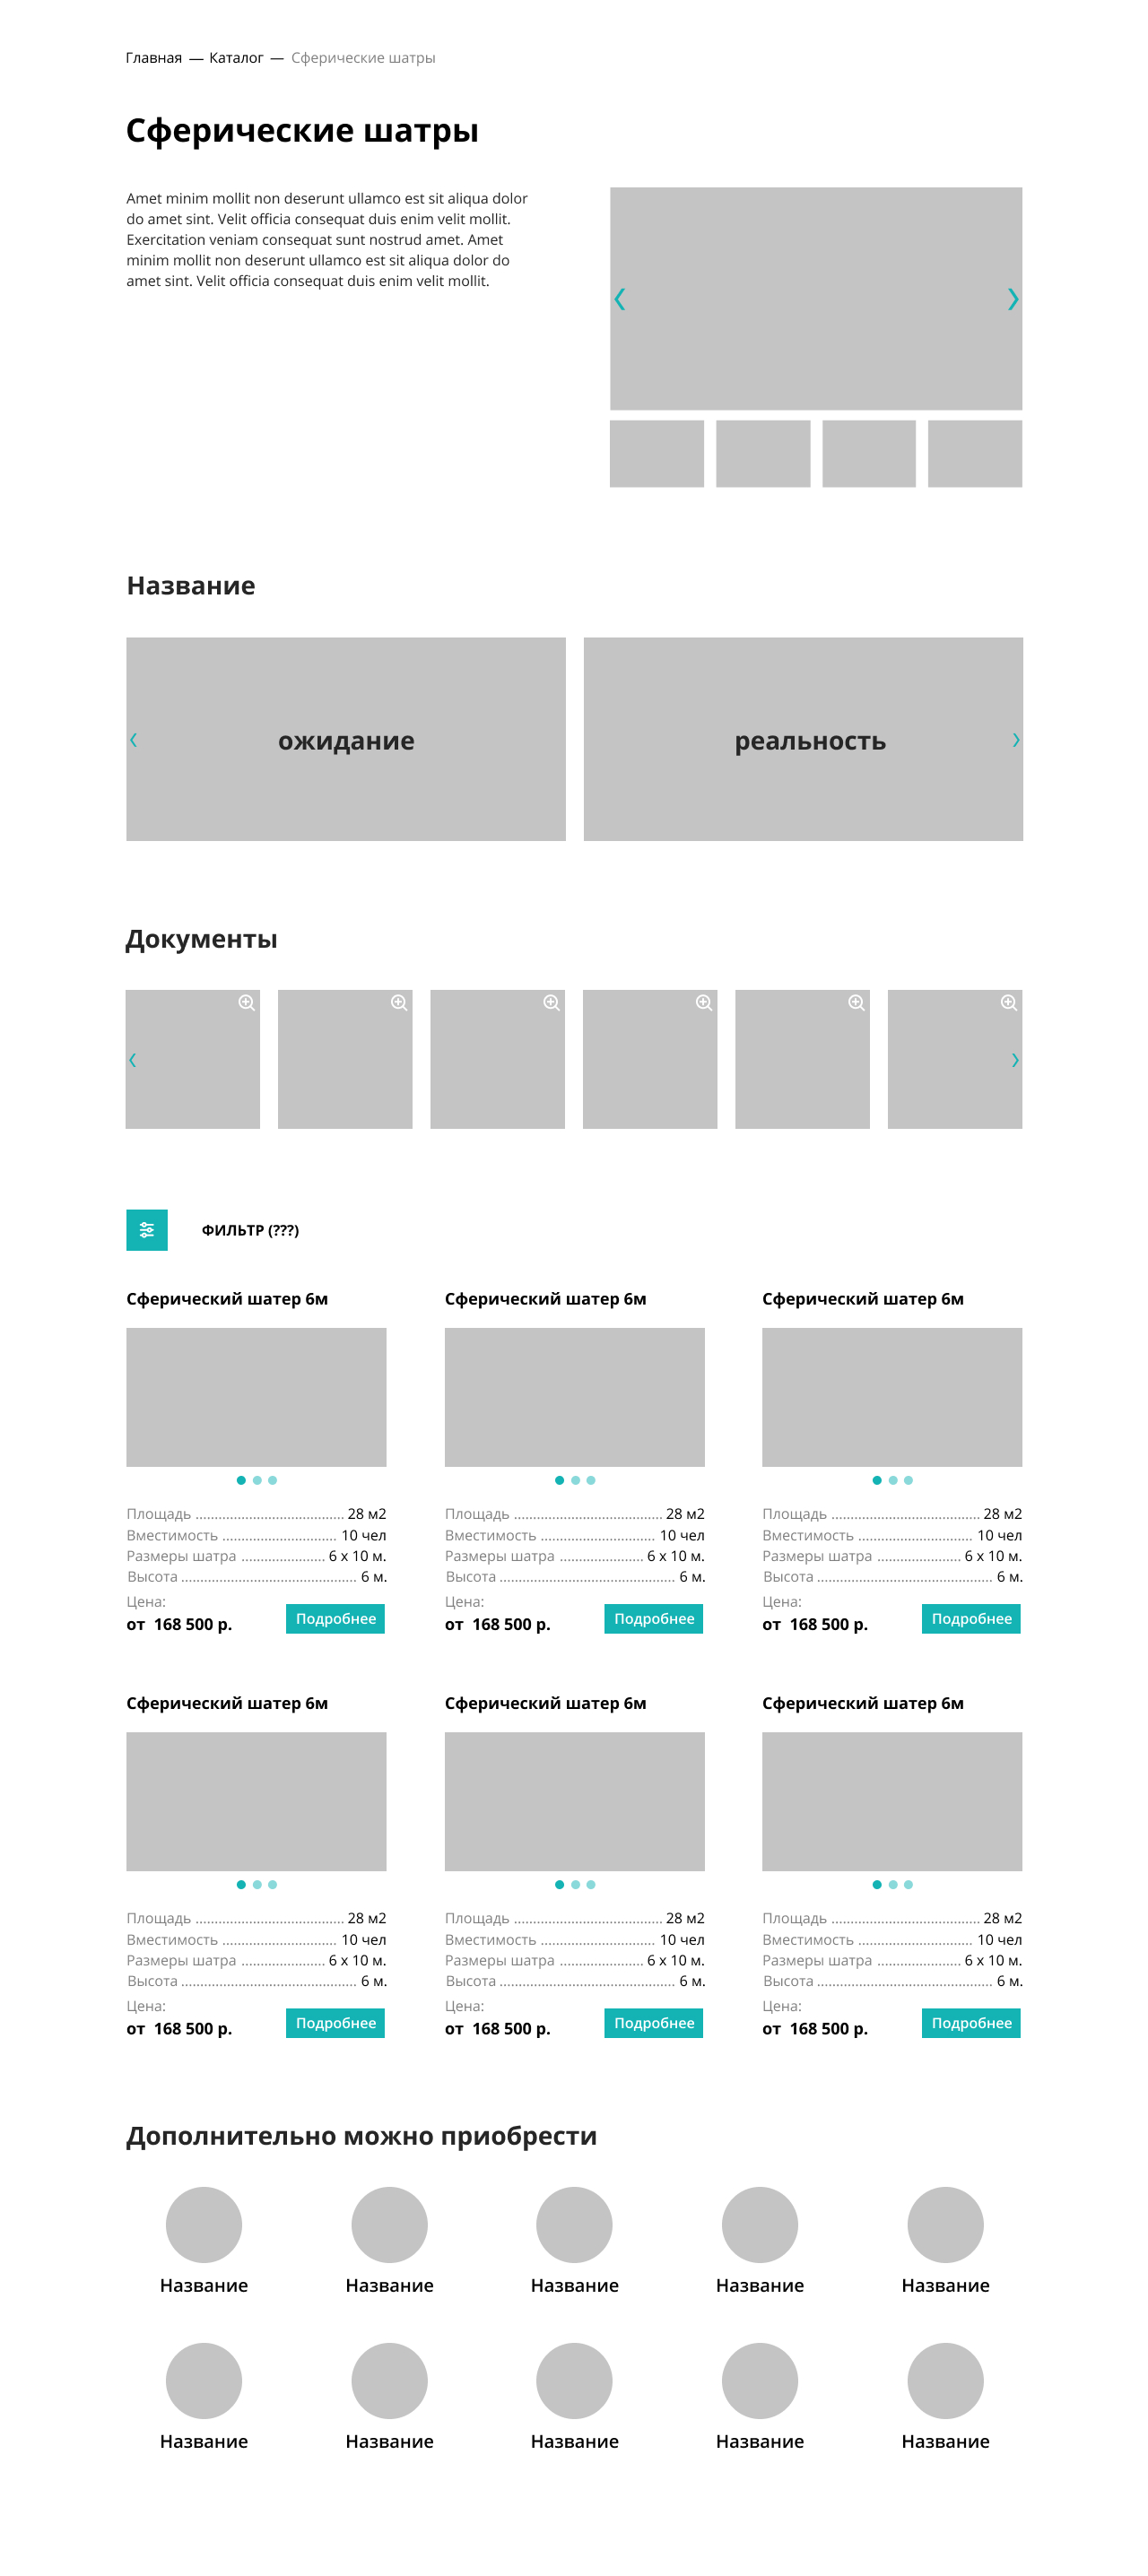 Главная — Каталог — Сферические шатры
Сферические шатры
Amet minim mollit non deserunt ullamco est sit aliqua dolor
do amet sint. Velit officia consequat duis enim velit mollit.
Exercitation veniam consequat sunt nostrud amet. Amet
minim mollit non deserunt ullamco est sit aliqua dolor do
amet sint. Velit officia consequat duis enim velit mollit.
Название
ожидание
реальность
Документы
ФИЛЬТР (???)
Сферический шатер 6м
Площадь ...................................... 28 м2
Вместимость ............................. 10 чел
Размеры шатра ...................... 6 х 10 м.
Высота ............................................. 6 м.
Цена:
от 168 500 р.
Подробнее
Сферический шатер 6м
Площадь ...................................... 28 м2
Вместимость ............................. 10 чел
Размеры шатра ...................... 6 х 10 м.
Высота ............................................. 6 м.
Цена:
от 168 500 р.
Подробнее
Сферический шатер 6м
Площадь ...................................... 28 м2
Вместимость ............................. 10 чел
Размеры шатра ...................... 6 х 10 м.
Высота ............................................. 6 м.
Цена:
от 168 500 р.
Подробнее
Сферический шатер 6м
Площадь ...................................... 28 м2
Вместимость ............................. 10 чел
Размеры шатра ...................... 6 х 10 м.
Высота ............................................. 6 м.
Цена:
от 168 500 р.
Подробнее
Сферический шатер 6м
Площадь ...................................... 28 м2
Вместимость ............................. 10 чел
Размеры шатра ...................... 6 х 10 м.
Высота ............................................. 6 м.
Цена:
от 168 500 р.
Подробнее
Сферический шатер 6м
Площадь ...................................... 28 м2
Вместимость ............................. 10 чел
Размеры шатра ...................... 6 х 10 м.
Высота ............................................. 6 м.
Цена:
от 168 500 р.
Подробнее
Дополнительно можно приобрести
Название
Название
Название
Название
Название
Название
Название
Название
Название
Название